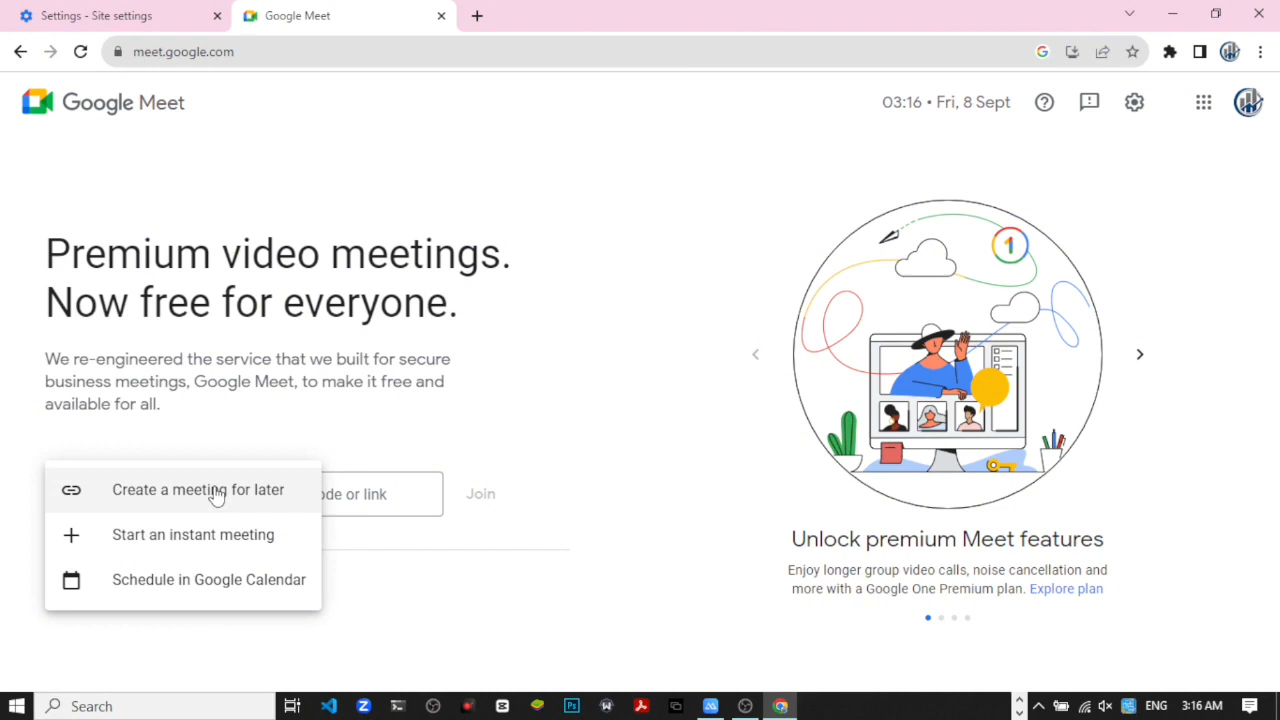 Settings - Site settings
Google Meet
meet.google.com
Google Meet
03:16 • Fri, 8 Sept
Premium video meetings.
Now free for everyone.
We re-engineered the service that we built for secure
business meetings, Google Meet, to make it free and
available for all.
Create a meeting for later
ode or link
Join
Start an instant meeting
Schedule in Google Calendar
1
Unlock premium Meet features
Enjoy longer group video calls, noise cancellation and
more with a Google One Premium plan. Explore plan
Search
Ps
ENG
3:16 AM